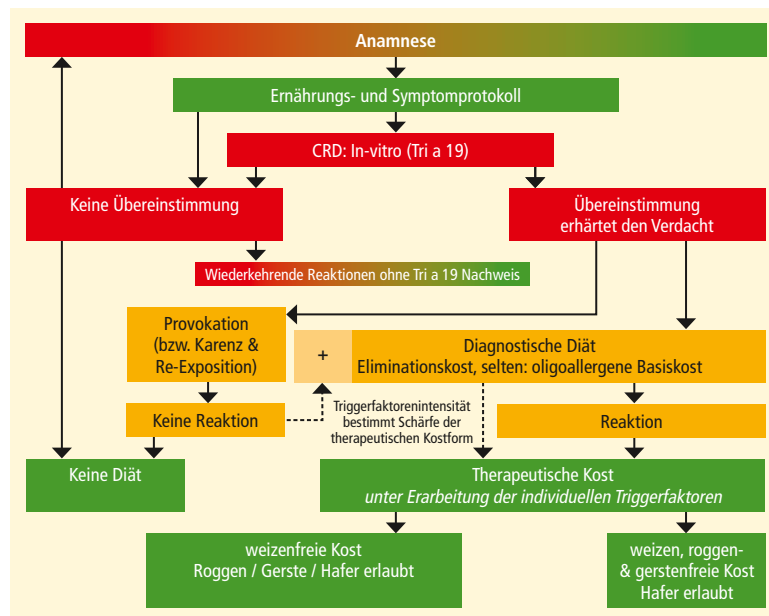 Anamnese
Ernährungs- und Symptomprotokoll
CRD: In-vitro (Tri a 19)
Keine Übereinstimmung
Übereinstimmung
erhärtet den Verdacht
Wiederkehrende Reaktionen ohne Tri a 19 Nachweis
Provokation
(bzw. Karenz &
Re-Exposition)
+
Diagnostische Diät
Eliminationskost, selten: oligoallergene Basiskost
Keine Reaktion
Triggerfaktorenintensität
bestimmt Schärfe der
therapeutischen Kostform
Reaktion
Keine Diät
Therapeutische Kost
unter Erarbeitung der individuellen Triggerfaktoren
weizenfreie Kost
Roggen / Gerste / Hafer erlaubt
weizen, roggen-
& gerstenfreie Kost
Hafer erlaubt